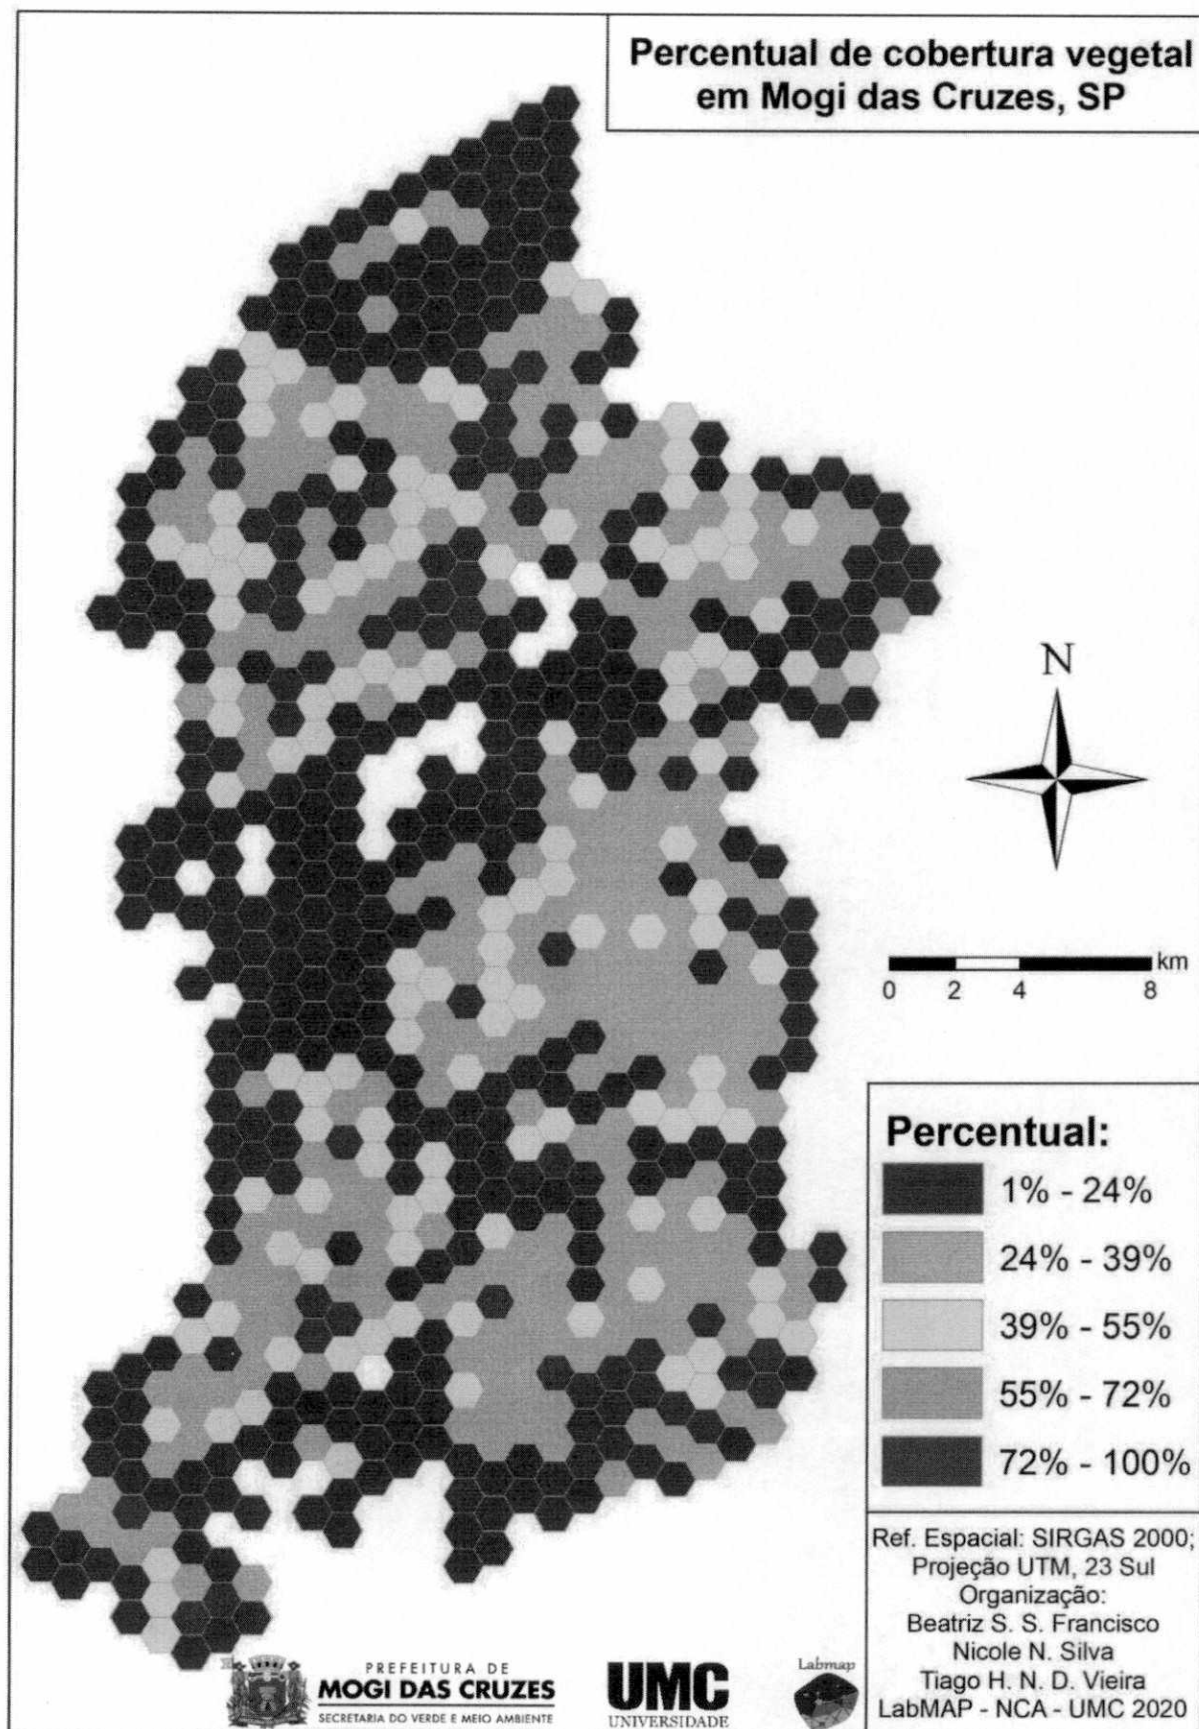 Percentual de cobertura vegetal
em Mogi das Cruzes, SP
N
km
0 2 4 8
Percentual:
1% - 24%
24% - 39%
39% - 55%
55% - 72%
72% - 100%
Ref. Espacial: SIRGAS 2000;
Projeção UTM, 23 Sul
Organização:
Beatriz S. S. Francisco
Nicole N. Silva
Tiago H. N. D. Vieira
LabMAP - NCA - UMC 2020
PREFEITURA DE
MOGI DAS CRUZES
SECRETARIA DO VERDE E MEIO AMBIENTE
UMC
UNIVERSIDADE
Labmap